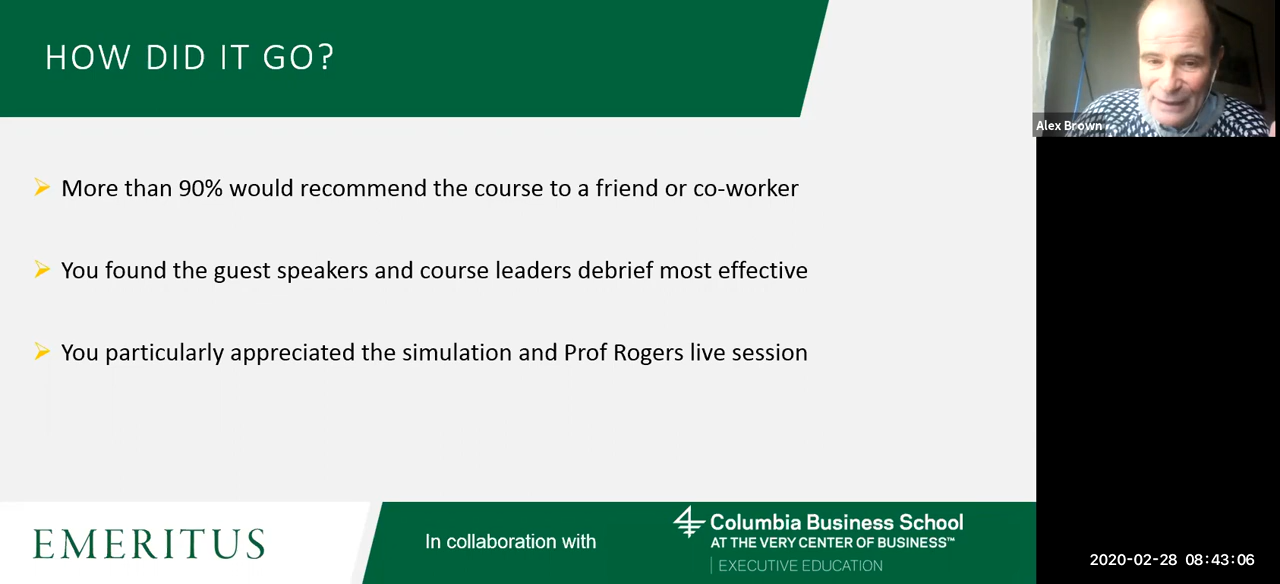 HOW DID IT GO?
Alex Brown
More than 90% would recommend the course to a friend or co-worker
You found the guest speakers and course leaders debrief most effective
You particularly appreciated the simulation and Prof Rogers live session
EMERITUS
In collaboration with
Columbia Business School
AT THE VERY CENTER OF BUSINESS™
EXECUTIVE EDUCATION
2020-02-28 08:43:06